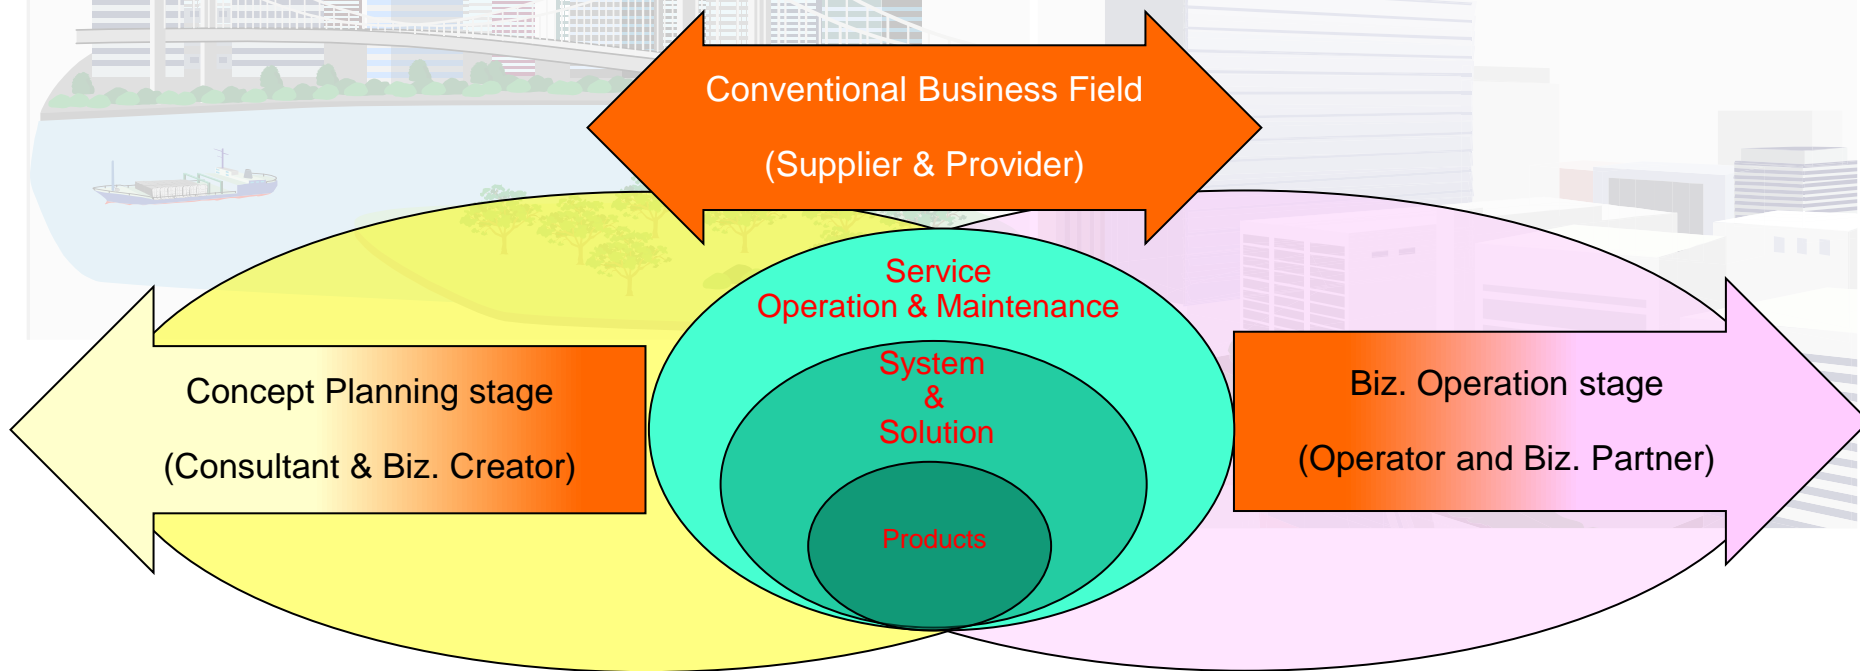 Conventional Business Field
(Supplier & Provider)
Service
Operation & Maintenance
System
&
Solution
Products
Concept Planning stage
(Consultant & Biz. Creator)
Biz. Operation stage
(Operator and Biz. Partner)